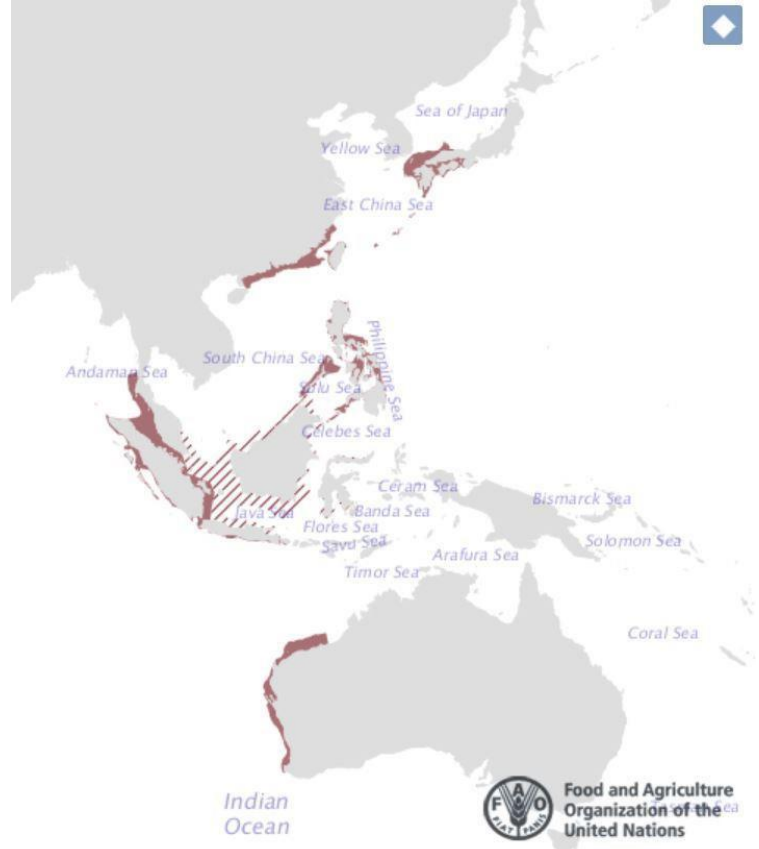 Sea of Japan
Yellow Sea
East China Sea
Philippine Sea
South China Sea
Andaman Sea
Sulu Sea
Celebes Sea
Ceram Sea
Bismarck Sea
Java Sea
Banda Sea
Flores Sea
Solomon Sea
Savu Sea
Arafura Sea
Timor Sea
Coral Sea
Indian
Ocean
F A O
FIAT PANIS
Food and Agriculture
Organization of the
United Nations
Tasman Sea